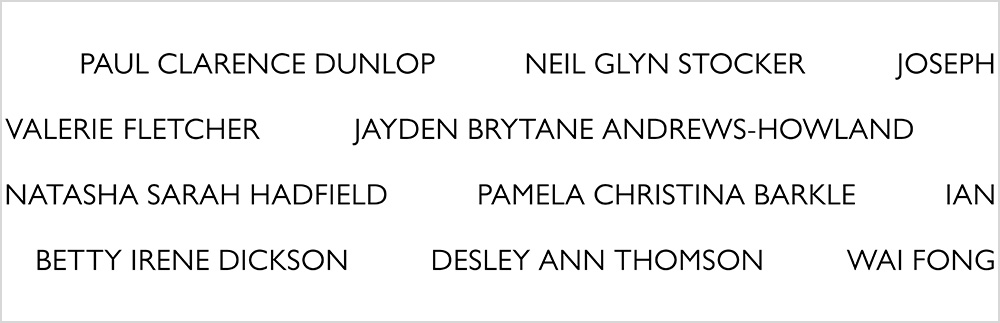 PAUL CLARENCE DUNLOP NEIL GLYN STOCKER JOSEPH
VALERIE FLETCHER JAYDEN BRYTANE ANDREWS-HOWLAND
NATASHA SARAH HADFIELD PAMELA CHRISTINA BARKLE IAN
BETTY IRENE DICKSON DESLEY ANN THOMSON WAI FONG